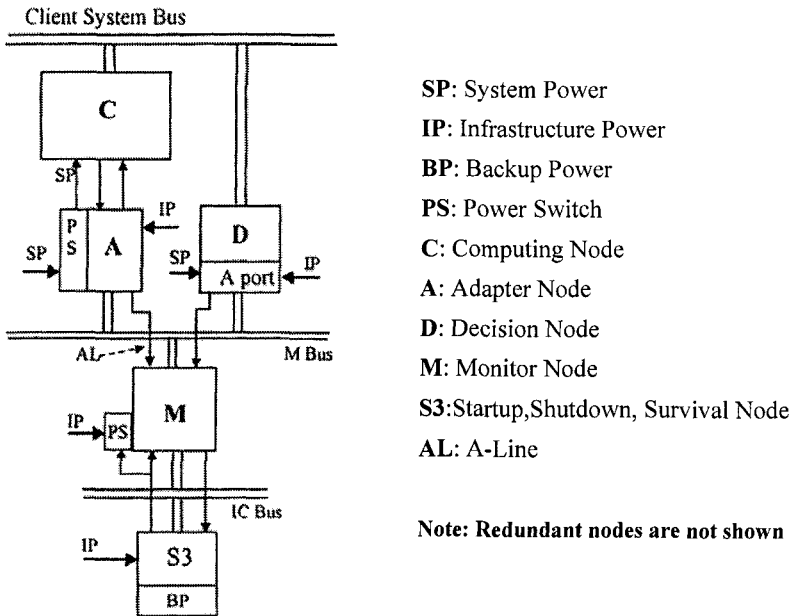 Client System Bus
C
SP
IP
P
S
A
D
SP
SP
A port
IP
AL
M Bus
M
IP
PS
IC Bus
IP
S3
BP
SP: System Power
IP: Infrastructure Power
BP: Backup Power
PS: Power Switch
C: Computing Node
A: Adapter Node
D: Decision Node
M: Monitor Node
S3:Startup,Shutdown, Survival Node
AL: A-Line
Note: Redundant nodes are not shown